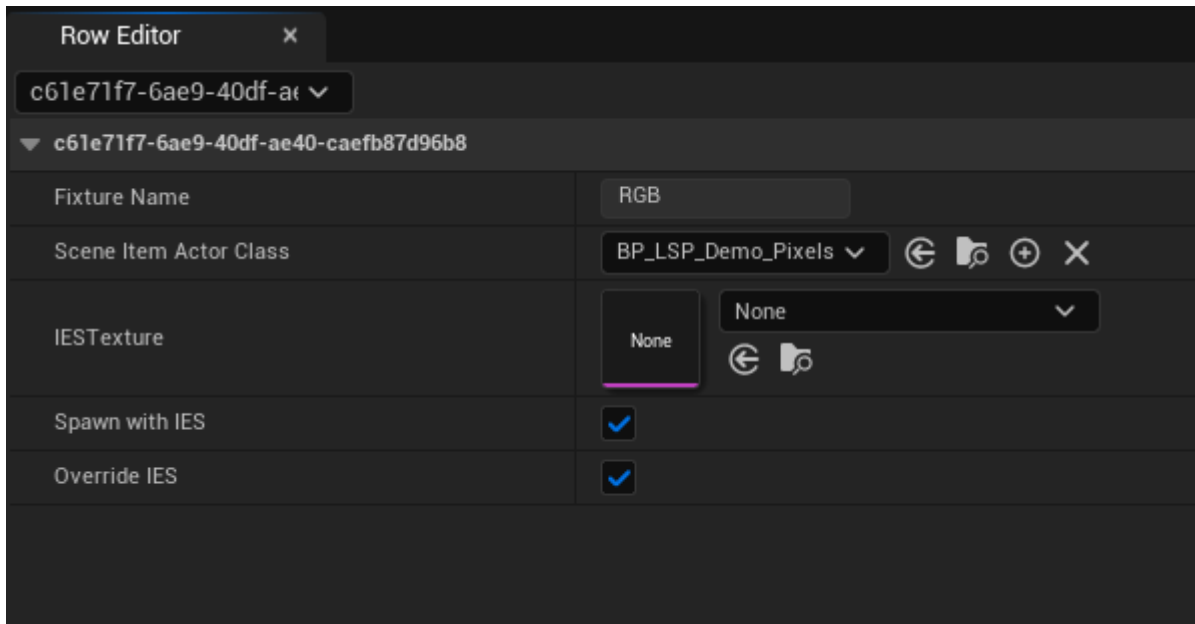 Row Editor
c61e71f7-6ae9-40df-ae
c61e71f7-6ae9-40df-ae40-caefb87d96b8
Fixture Name
RGB
Scene Item Actor Class
BP_LSP_Demo_Pixels
IESTexture
None
None
Spawn with IES
Override IES